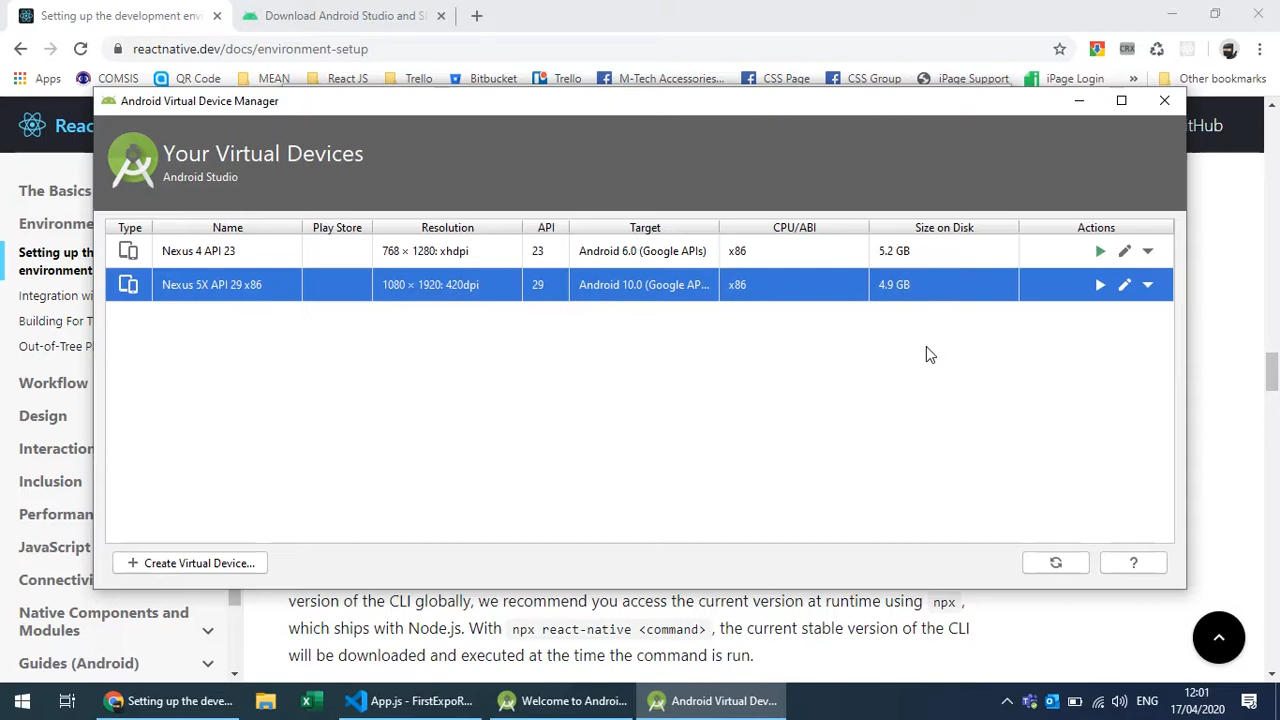 Setting up the development envi
Download Android Studio and SD
reactnative.dev/docs/environment-setup
CRX
Apps
COMSIS
QR Code
MEAN
React JS
Trello
Bitbucket
Trello
M-Tech Accessories...
CSS Page
CSS Group
iPage Support
iPage Login
»
Other bookmarks
Reac
tHub
Android Virtual Device Manager
Your Virtual Devices
Android Studio
Type Name Play Store Resolution API Target CPU/ABI Size on Disk Actions
Nexus 4 API 23 768 × 1280: xhdpi 23 Android 6.0 (Google APIs) x86 5.2 GB
Nexus 5X API 29 x86 1080 × 1920: 420dpi 29 Android 10.0 (Google AP... x86 4.9 GB
+ Create Virtual Device...
?
The Basics
Environme
Setting up th
environment
Integration wi
Building For T
Out-of-Tree P
Workflow
Design
Interaction
Inclusion
Performan
JavaScript
Connectivi
Native Components and
Modules
Guides (Android)
version of the CLI globally, we recommend you access the current version at runtime using npx ,
which ships with Node.js. With npx react-native <command> , the current stable version of the CLI
will be downloaded and executed at the time the command is run.
Setting up the deve...
App.js - FirstExpoR...
Welcome to Androi...
Android Virtual Dev...
ENG
12:01
17/04/2020